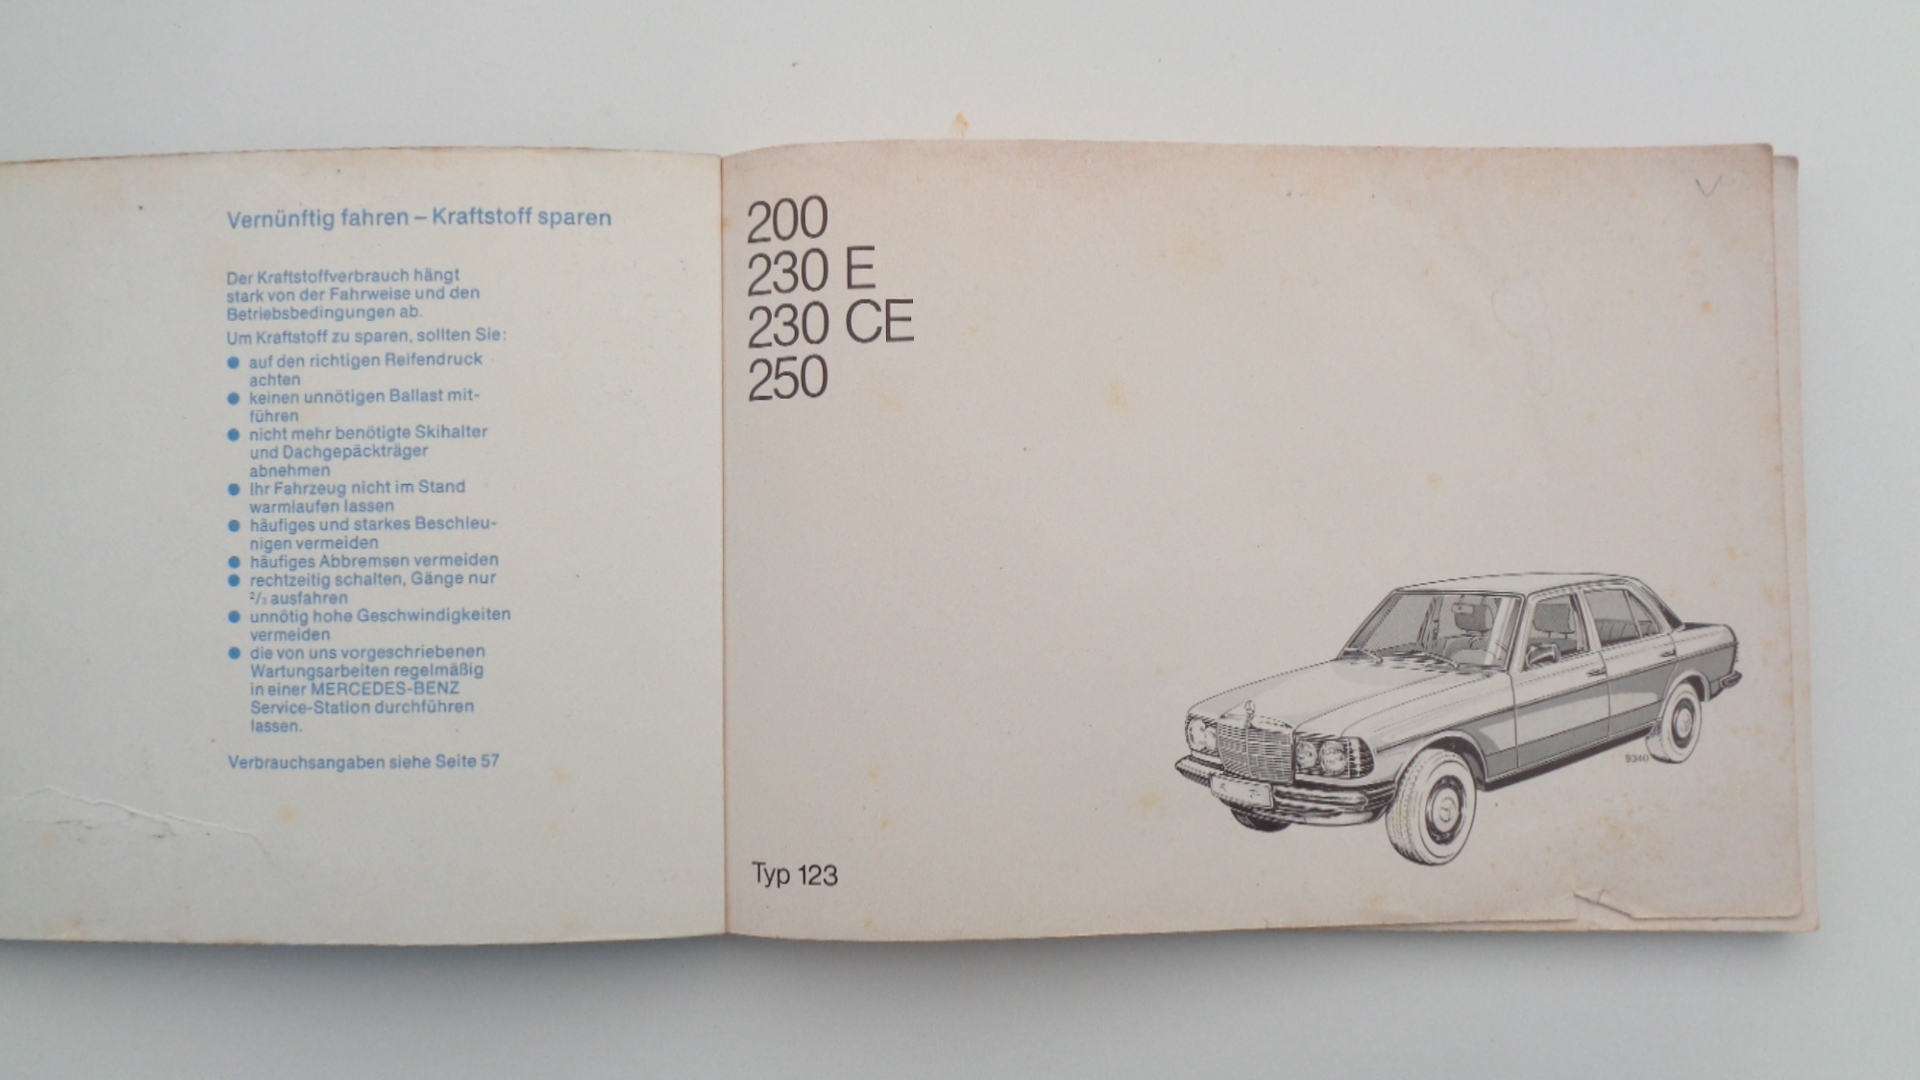 Vernünftig fahren – Kraftstoff sparen
Der Kraftstoffverbrauch hängt
stark von der Fahrweise und den
Betriebsbedingungen ab.
Um Kraftstoff zu sparen, sollten Sie:
● auf den richtigen Reifendruck
achten
● keinen unnötigen Ballast mit-
führen
● nicht mehr benötigte Skihalter
und Dachgepäckträger
abnehmen
● Ihr Fahrzeug nicht im Stand
warmlaufen lassen
● häufiges und starkes Beschleu-
nigen vermeiden
● häufiges Abbremsen vermeiden
● rechtzeitig schalten, Gänge nur
²/₃ ausfahren
● unnötig hohe Geschwindigkeiten
vermeiden
● die von uns vorgeschriebenen
Wartungsarbeiten regelmäßig
in einer MERCEDES-BENZ
Service-Station durchführen
lassen.
Verbrauchsangaben siehe Seite 57
200
230 E
230 CE
250
9340
Typ 123